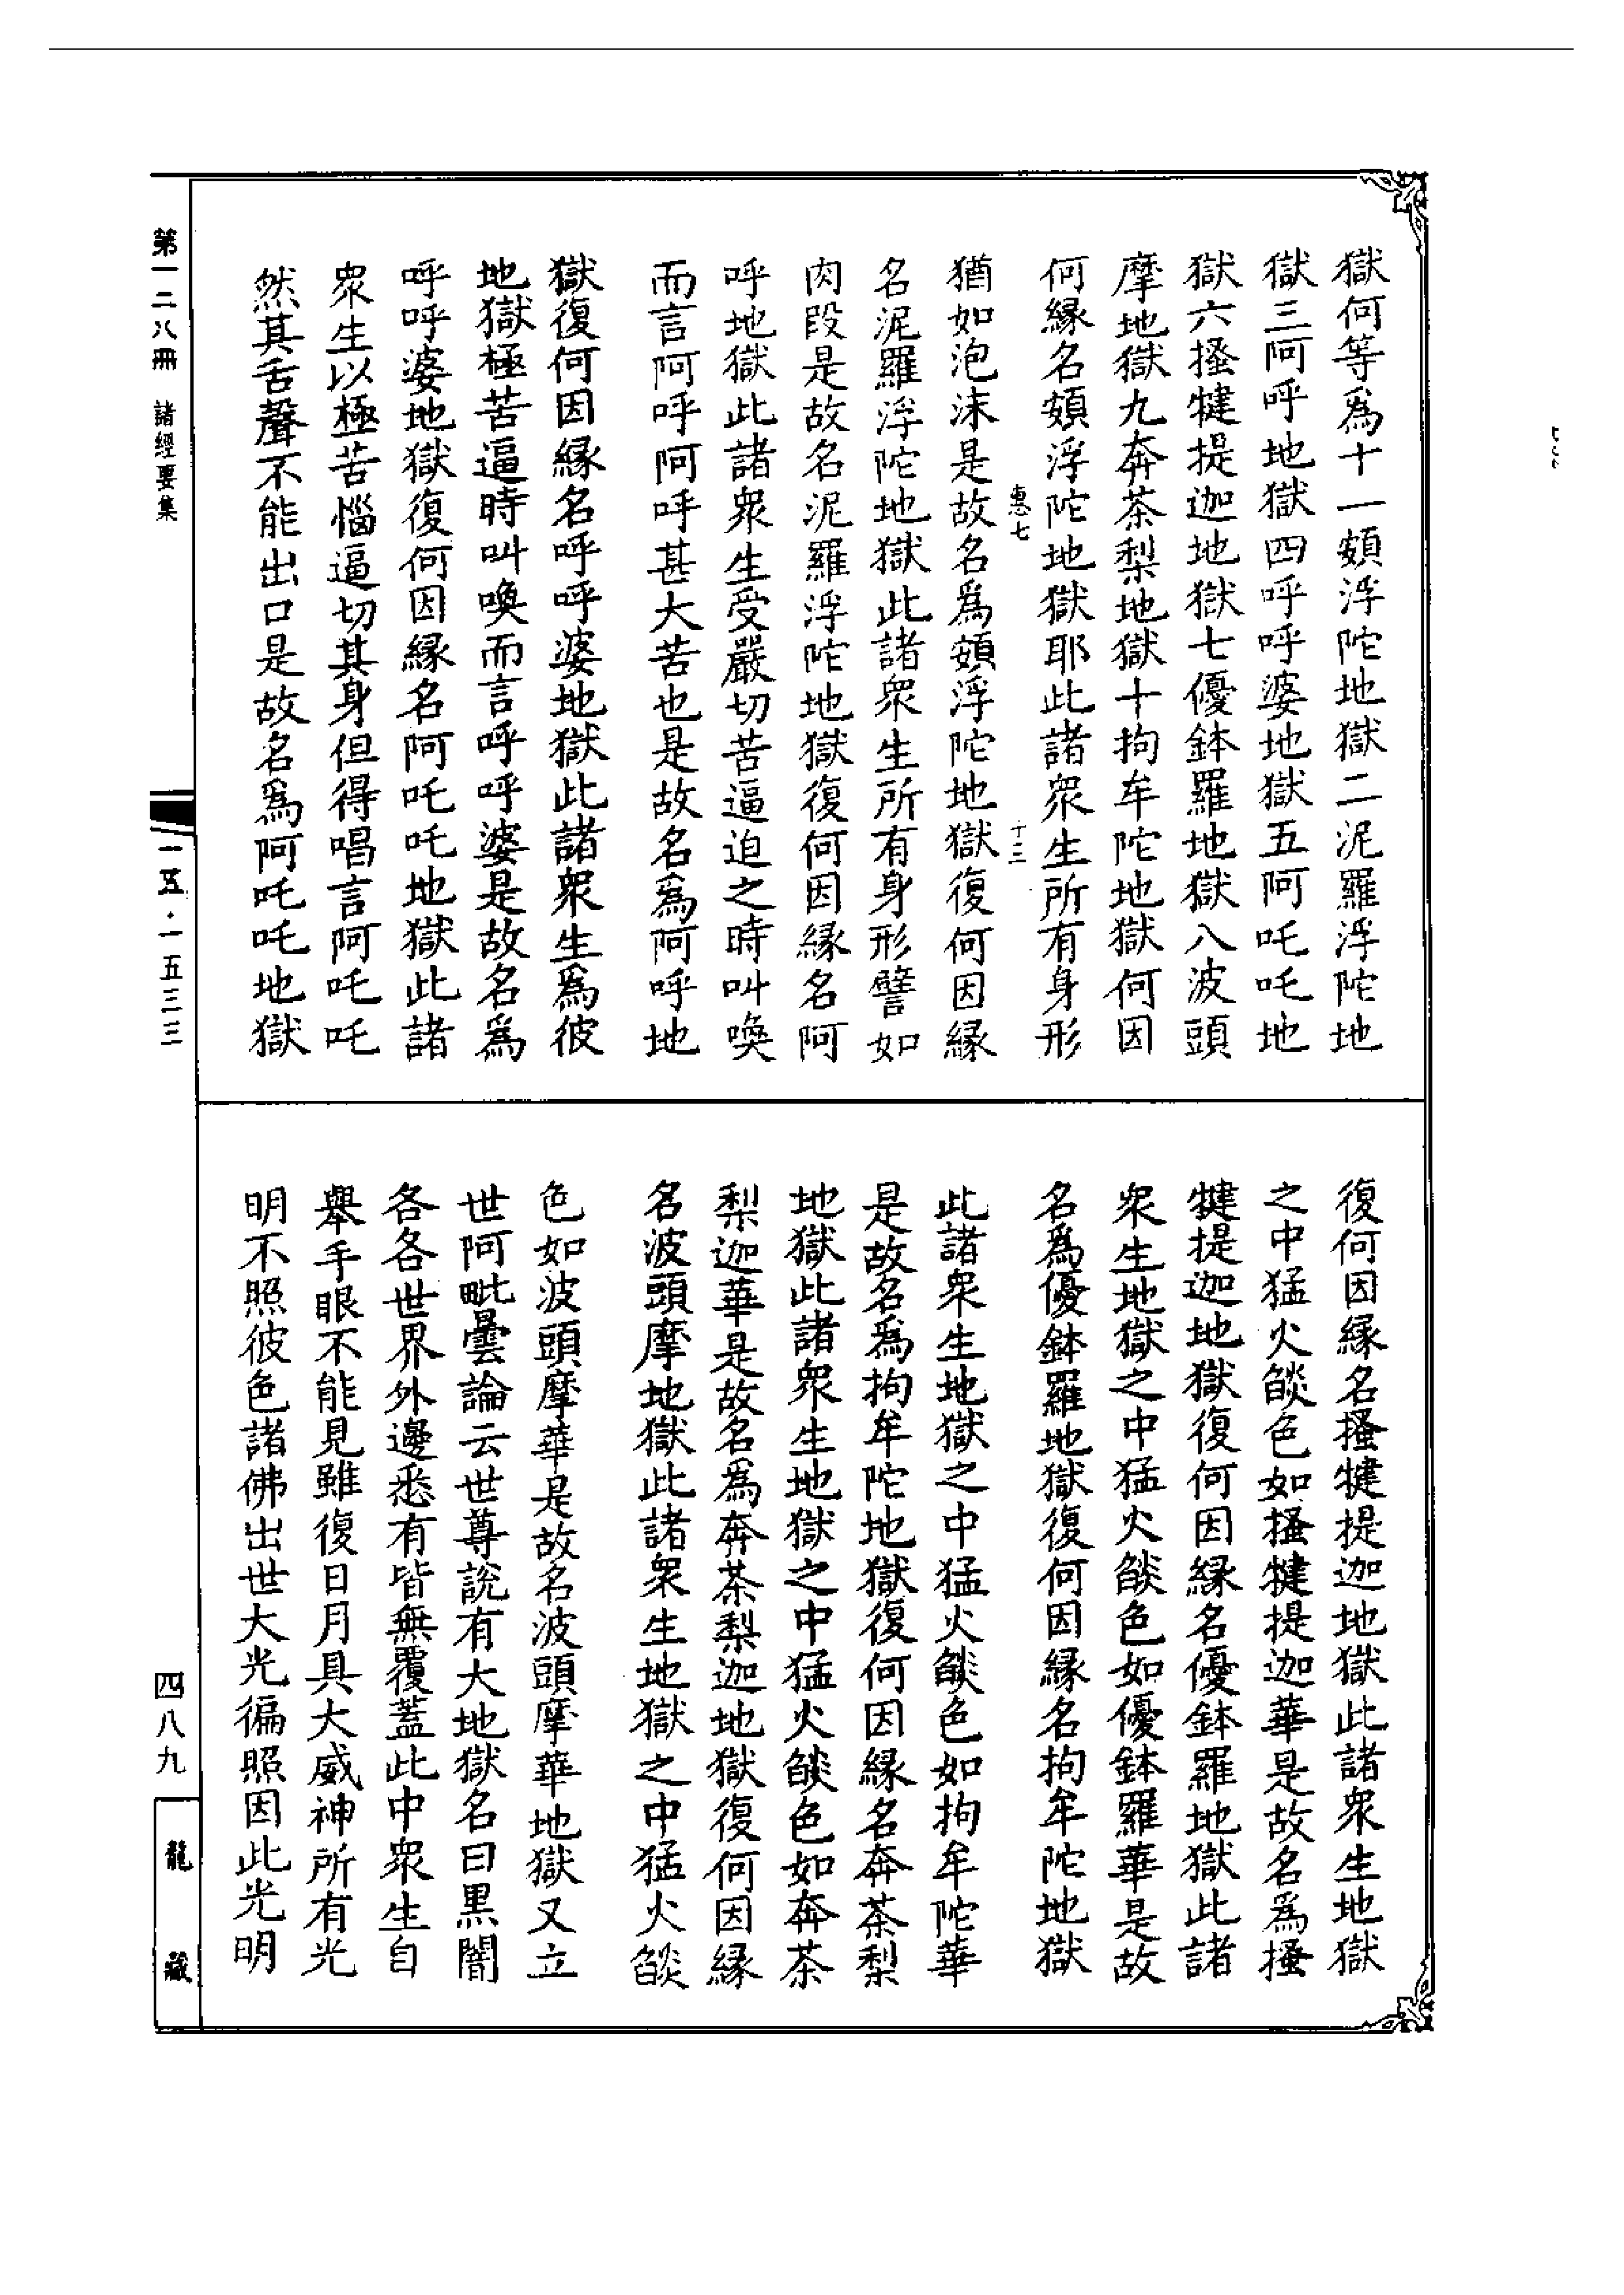 獄何等爲十一頞浮陀地獄二泥羅浮陀地
獄三阿呼地獄四呼婆地獄五阿吒吒地
獄六搔揵提迦地獄七優鉢羅地獄八波頭
摩地獄九奔茶梨地獄十拘牟陀地獄何因
何緣名頞浮陀地獄耶此諸衆生所有身形
惠七
十三
猶如泡沫是故名爲頞浮陀地獄復何因緣
名泥羅浮陀地獄此諸衆生所有身形譬如
肉段是故名泥羅浮陀地獄復何因緣名阿
呼地獄此諸衆生受嚴切苦逼迫之時叫喚
而言阿呼阿呼甚大苦也是故名爲阿呼地
獄復何因緣名呼呼婆地獄此諸衆生爲彼
地獄極苦逼時叫喚而言呼呼婆是故名爲
呼呼婆地獄復何因緣名阿吒吒地獄此諸
衆生以極苦惱逼切其身但得唱言阿吒吒
然其舌聲不能出口是故名爲阿吒吒地獄
復何因緣名搔揵提迦地獄此諸衆生地獄
之中猛火燄色如搔揵提迦華是故名爲搔
揵提迦地獄復何因緣名優鉢羅地獄此諸
衆生地獄之中猛火燄色如優鉢羅華是故
名爲優鉢羅地獄復何因緣名拘牟陀地獄
此諸衆生地獄之中猛火燄色如拘牟陀華
是故名爲拘牟陀地獄復何因緣名奔茶梨
地獄此諸衆生地獄之中猛火燄色如奔茶
梨迦華是故名爲奔茶梨迦地獄復何因緣
名波頭摩地獄此諸衆生地獄之中猛火燄
色如波頭摩華是故名波頭摩華地獄又立
世阿毗曇論云世尊說有大地獄名曰黑闇
各各世界外邊悉有皆無覆蓋此中衆生自
舉手眼不能見雖復日月具大威神所有光
明不照彼色諸佛出世大光徧照因此光明
第一二八冊 諸經要集
一五·一五三三
四八九
龍藏